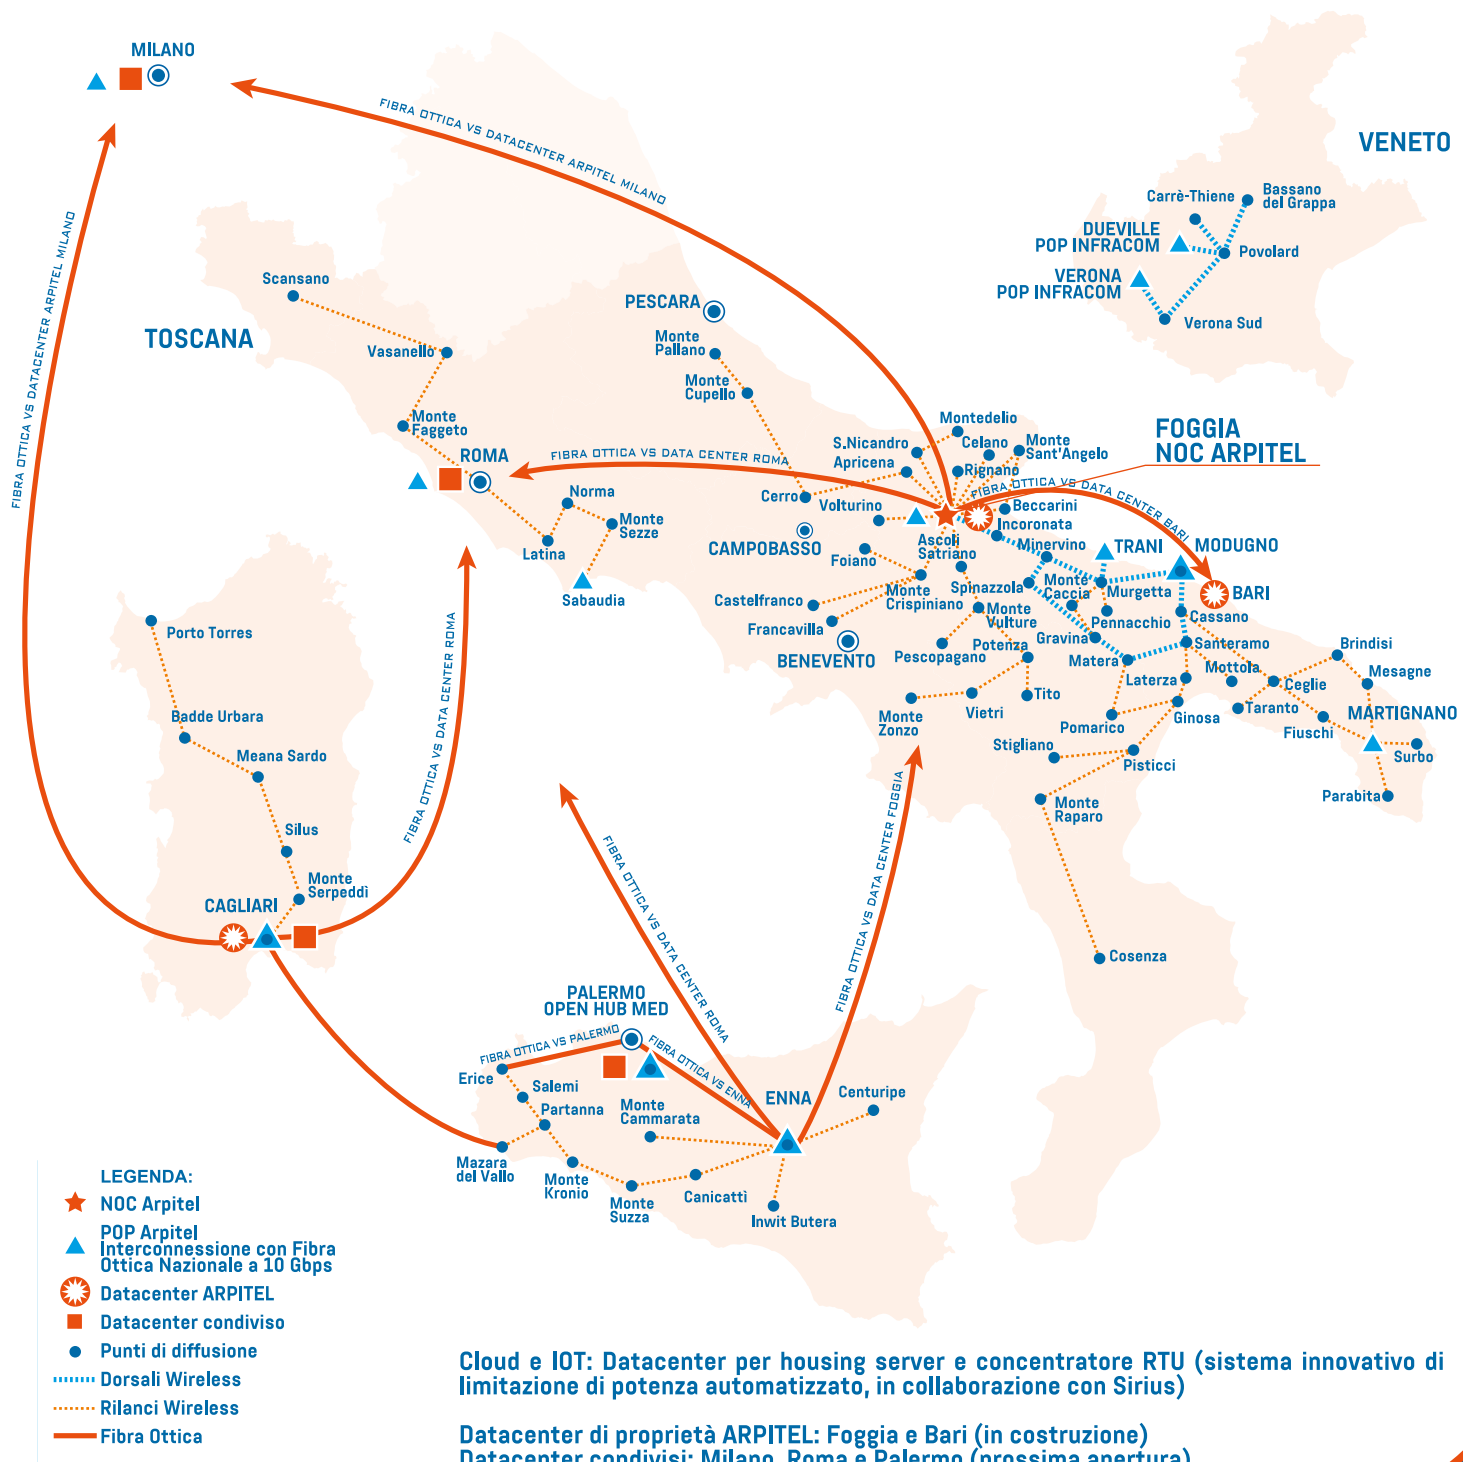 MILANO
FIBRA OTTICA VS DATACENTER ARPITEL MILANO
FIBRA OTTICA VS DATACENTER ARPITEL MILANO
VENETO
Carrè-Thiene
Bassano
del Grappa
DUEVILLE
POP INFRACOM
Povolard
VERONA
POP INFRACOM
Verona Sud
Scansano
TOSCANA
Vasanello
Monte
Faggeto
PESCARA
Monte
Pallano
Monte
Cupello
ROMA
FIBRA OTTICA VS DATA CENTER ROMA
Norma
Monte
Sezze
Latina
Sabaudia
Montedelio
S.Nicandro
Celano
Monte
Sant'Angelo
Apricena
Rignano
FOGGIA
NOC ARPITEL
Cerro
Volturino
FIBRA OTTICA VS DATA CENTER BARI
Beccarini
Incoronata
CAMPOBASSO
Ascoli
Satriano
Minervino
TRANI
MODUGNO
Foiano
Monte
Crispiniano
Spinazzola
Monte
Caccia
Murgetta
BARI
Castelfranco
Monte
Vulture
Pennacchio
Cassano
Francavilla
Gravina
Santeramo
Brindisi
BENEVENTO
Pescopagano
Potenza
Matera
Mottola
Mesagne
Laterza
Ceglie
Tito
Taranto
MARTIGNANO
Monte
Zonzo
Vietri
Pomarico
Ginosa
Fiuschi
Stigliano
Pisticci
Surbo
Monte
Raparo
Parabita
Cosenza
Porto Torres
Badde Urbara
Meana Sardo
Silus
Monte
Serpeddì
CAGLIARI
FIBRA OTTICA VS DATA CENTER ROMA
FIBRA OTTICA VS DATA CENTER ROMA
FIBRA OTTICA VS DATA CENTER FOGGIA
PALERMO
OPEN HUB MED
FIBRA OTTICA VS PALERMO
FIBRA OTTICA VS ENNA
Erice
Salemi
Partanna
Monte
Cammarata
ENNA
Centuripe
Mazara
del Vallo
Monte
Kronio
Monte
Suzza
Canicattì
Inwit Butera
LEGENDA:
NOC Arpitel
POP Arpitel
Interconnessione con Fibra
Ottica Nazionale a 10 Gbps
Datacenter ARPITEL
Datacenter condiviso
Punti di diffusione
Dorsali Wireless
Rilanci Wireless
Fibra Ottica
Cloud e IOT: Datacenter per housing server e concentratore RTU (sistema innovativo di
limitazione di potenza automatizzato, in collaborazione con Sirius)
Datacenter di proprietà ARPITEL: Foggia e Bari (in costruzione)
Datacenter condivisi: Milano, Roma e Palermo (prossima apertura)